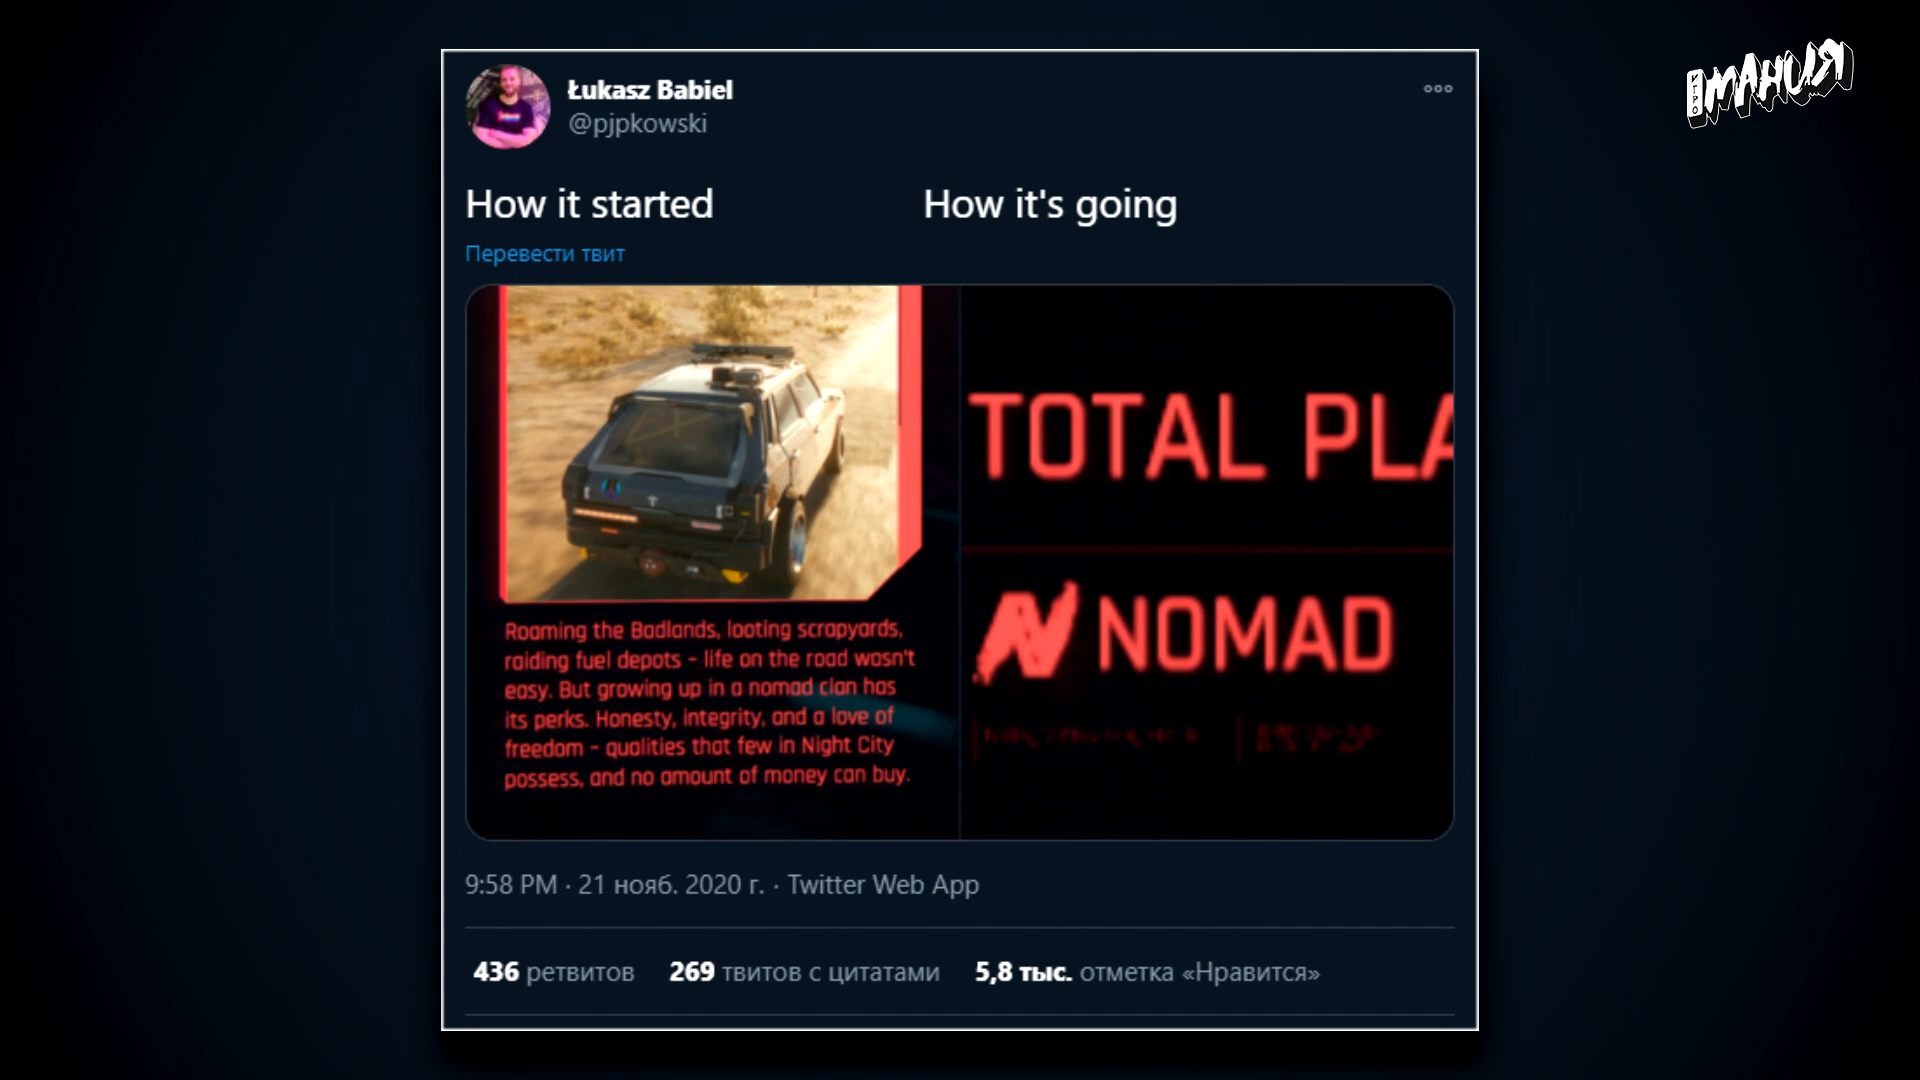 ИГРО
МАНИЯ
Łukasz Babiel
@pjpkowski
How it started How it's going
Перевести твит
Roaming the Badlands, looting scrapyards,
raiding fuel depots – life on the road wasn't
easy. But growing up in a nomad clan has
its perks. Honesty, integrity, and a love of
freedom – qualities that few in Night City
possess, and no amount of money can buy.
TOTAL PLA
NOMAD
9:58 PM · 21 нояб. 2020 г. · Twitter Web App
436 ретвитов 269 твитов с цитатами 5,8 тыс. отметка «Нравится»